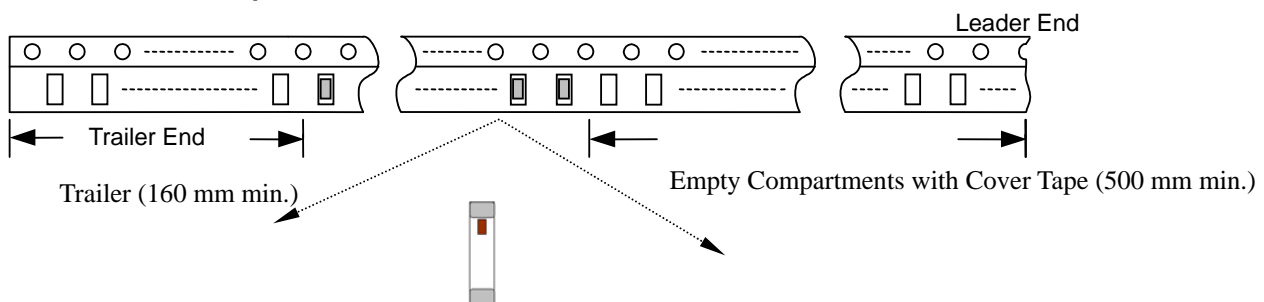 Leader End
Trailer End
Trailer (160 mm min.)
Empty Compartments with Cover Tape (500 mm min.)